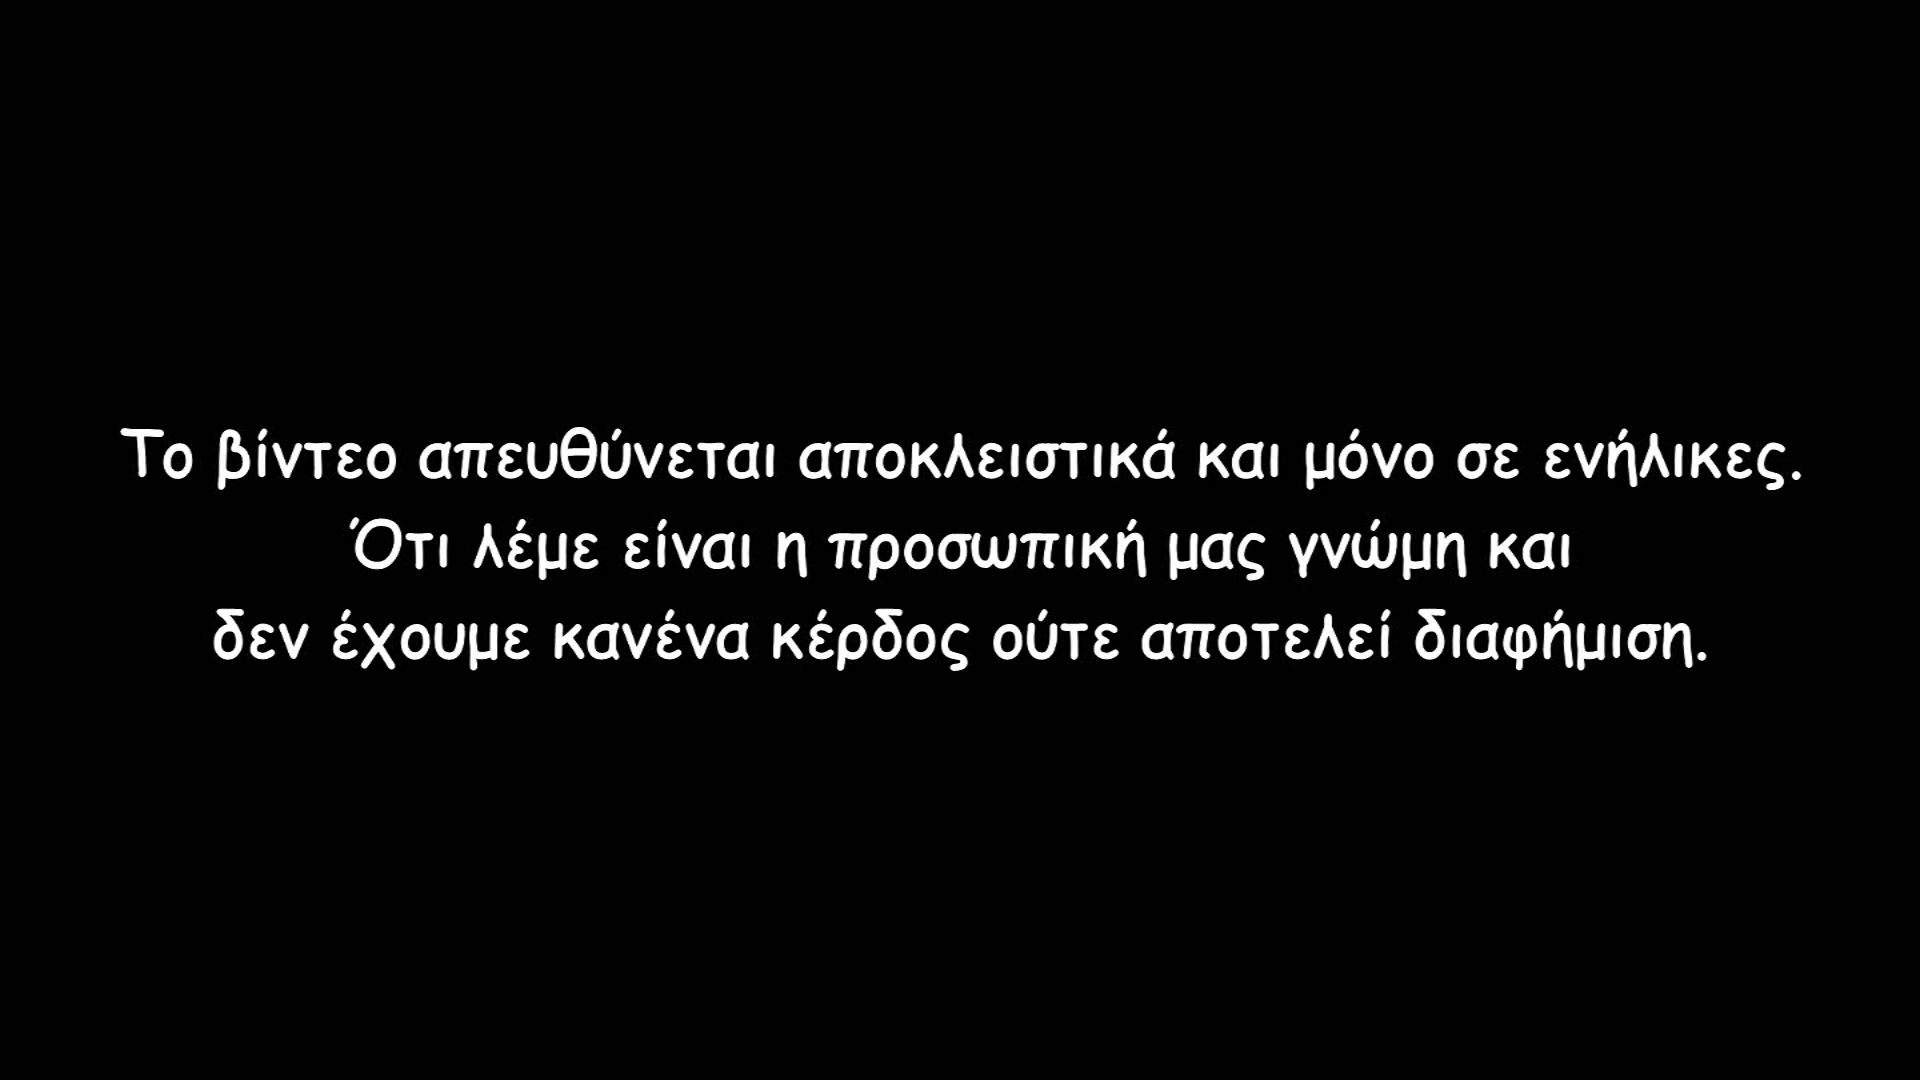 Το βίντεο απευθύνεται αποκλειστικά και μόνο σε ενήλικες.
Ότι λέμε είναι η προσωπική μας γνώμη και
δεν έχουμε κανένα κέρδος ούτε αποτελεί διαφήμιση.